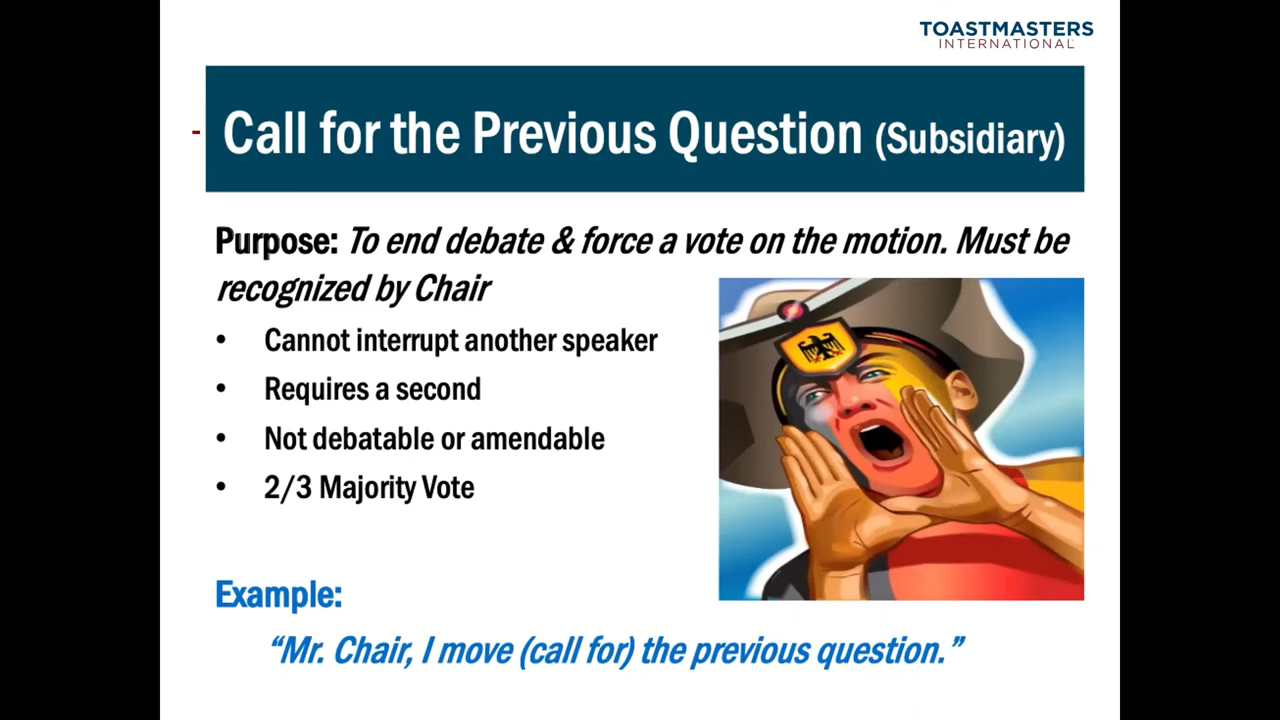 TOASTMASTERS
INTERNATIONAL
- Call for the Previous Question (Subsidiary)
Purpose: To end debate & force a vote on the motion. Must be
recognized by Chair
• Cannot interrupt another speaker
• Requires a second
• Not debatable or amendable
• 2/3 Majority Vote
Example:
“Mr. Chair, I move (call for) the previous question.”